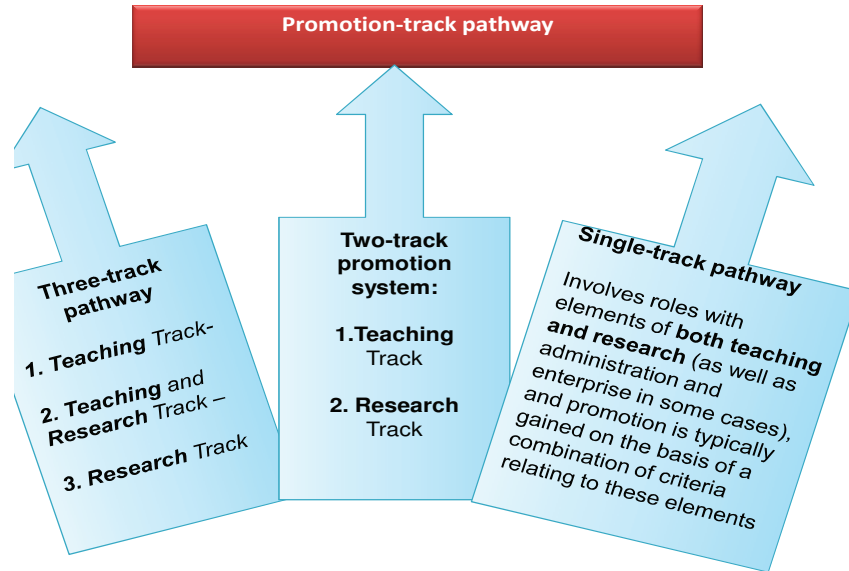 Promotion-track pathway
Three-track
pathway
1. Teaching Track-
2. Teaching and
Research Track –
3. Research Track
Two-track
promotion
system:
1.Teaching
Track
2. Research
Track
Single-track pathway
Involves roles with
elements of both teaching
and research (as well as
administration and
enterprise in some cases),
and promotion is typically
gained on the basis of a
combination of criteria
relating to these elements